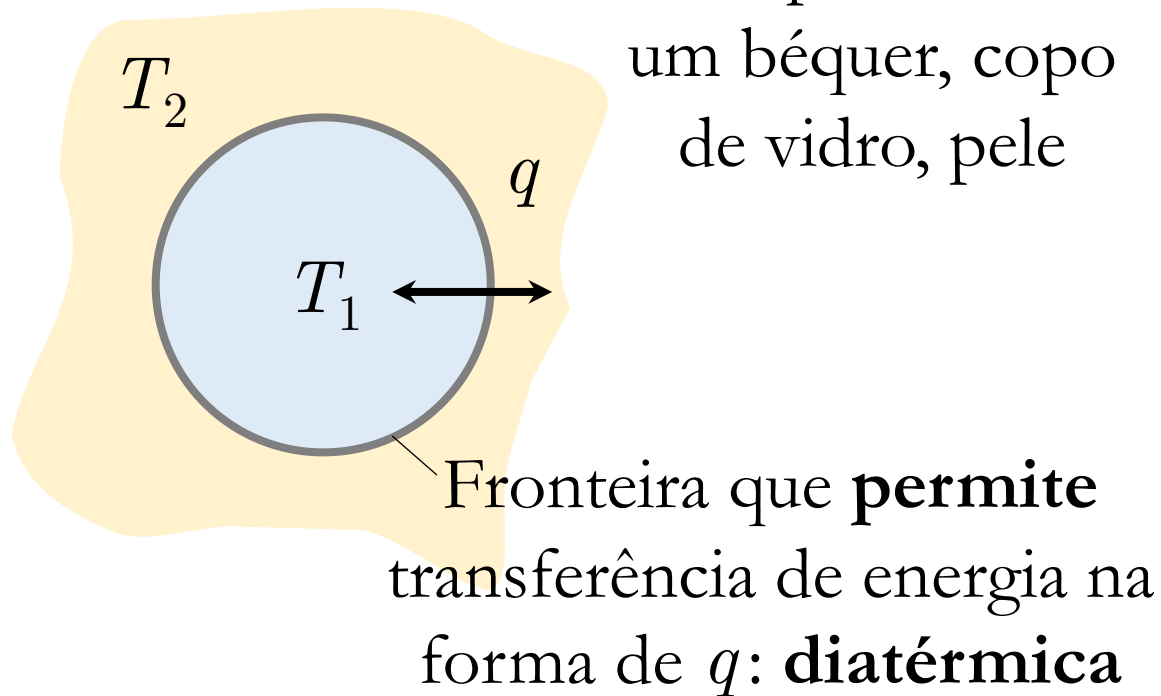 um béquer, copo
de vidro, pele
T₂
q
T₁
Fronteira que permite
transferência de energia na
forma de q: diatérmica